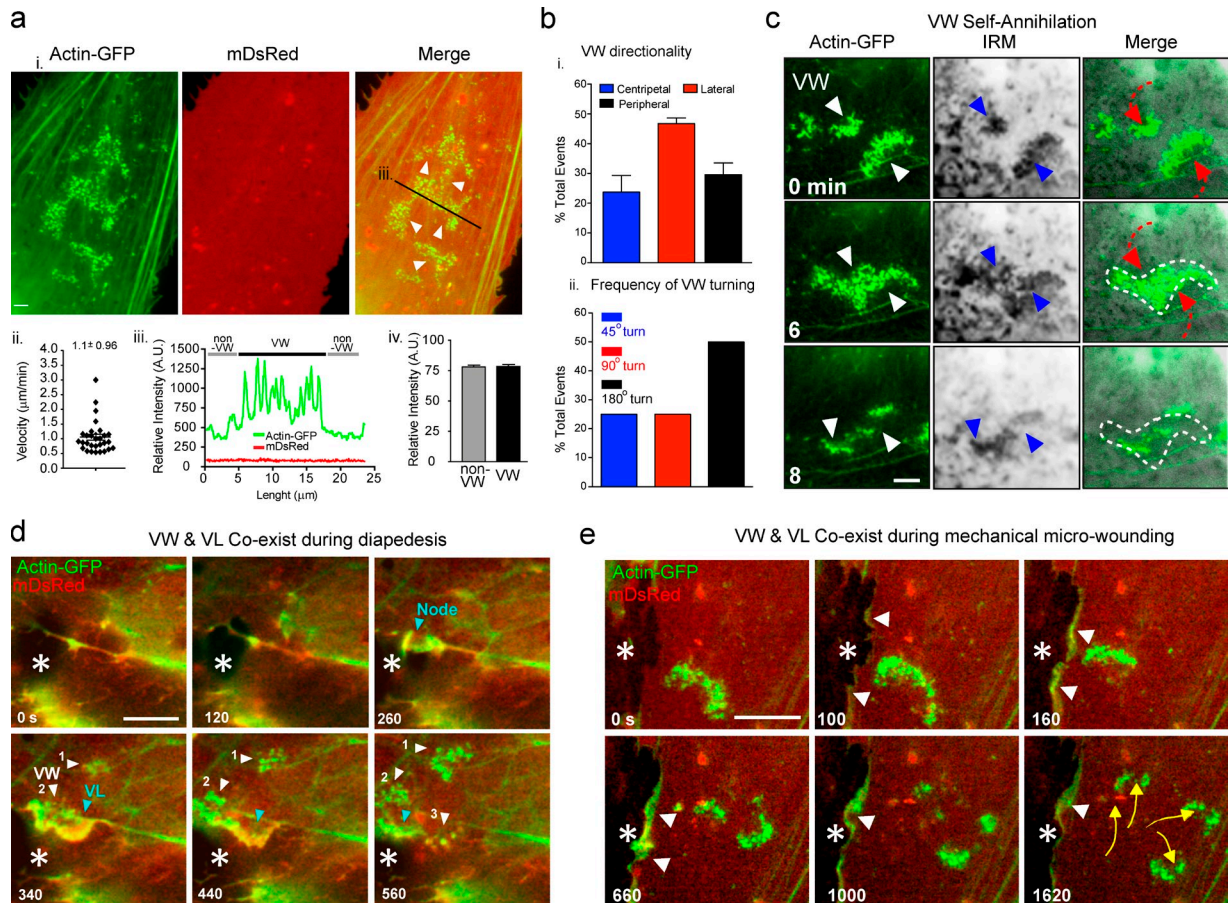 a
i.
Actin-GFP
mDsRed
Merge
iii.
ii.
1.1± 0.96
Velocity (μm/min)
4.0
3.5
3.0
2.5
2.0
1.5
1.0
0.5
0.0
iii.
non
-VW
VW
non
-VW
Relative Intensity (A.U.)
1500
1250
1000
750
500
250
0
Actin-GFP
mDsRed
0 5 10 15 20 25
Lenght (μm)
iv.
Relative Intensity (A.U.)
100
75
50
25
0
non-
VW
VW
b
VW directionality
i.
Centripetal
Lateral
Peripheral
% Total Events
60
50
40
30
20
10
0
ii.
Frequency of VW turning
45° turn
90° turn
180° turn
% Total Events
60
50
40
30
20
10
0
c
VW Self-Annihilation
Actin-GFP
IRM
Merge
VW
0 min
6
8
d
VW & VL Co-exist during diapedesis
Actin-GFP
mDsRed
Node
0 s
120
260
1
VW
2
VL
340
1
2
440
1
2
3
560
e
VW & VL Co-exist during mechanical micro-wounding
Actin-GFP
mDsRed
0 s
100
160
660
1000
1620